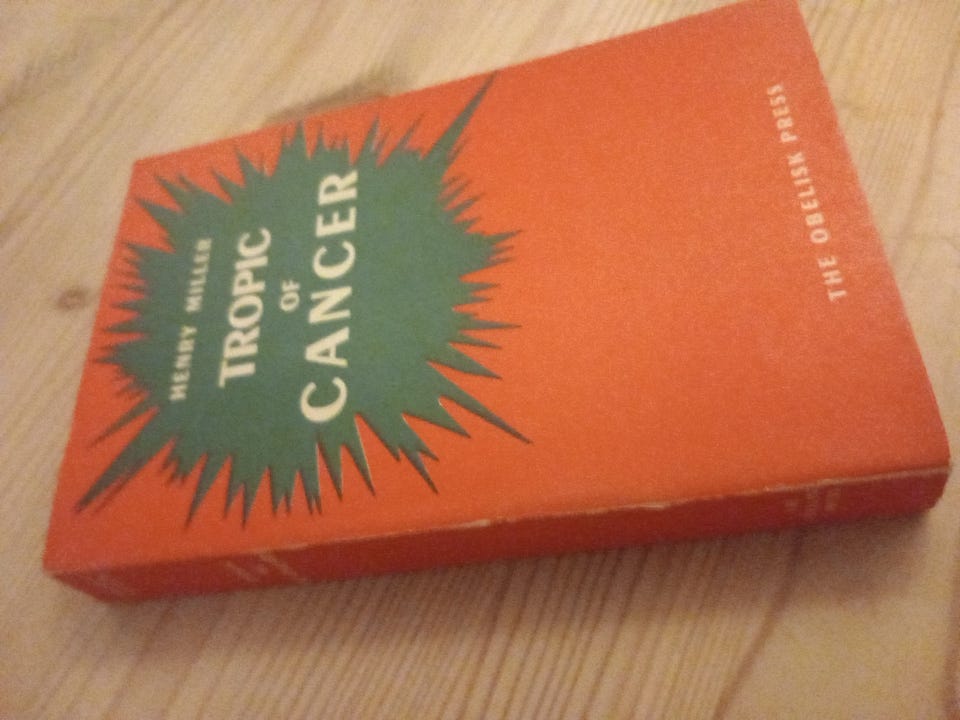 HENRY MILLER
TROPIC
OF
CANCER
THE OBELISK PRESS